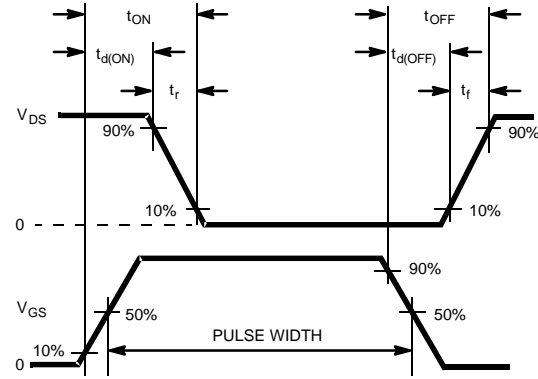 tON tOFF
td(ON) td(OFF)
tr tf
VDS
90% 90%
10% 10%
0
90%
VGS 50% 50%
PULSE WIDTH
10%
0